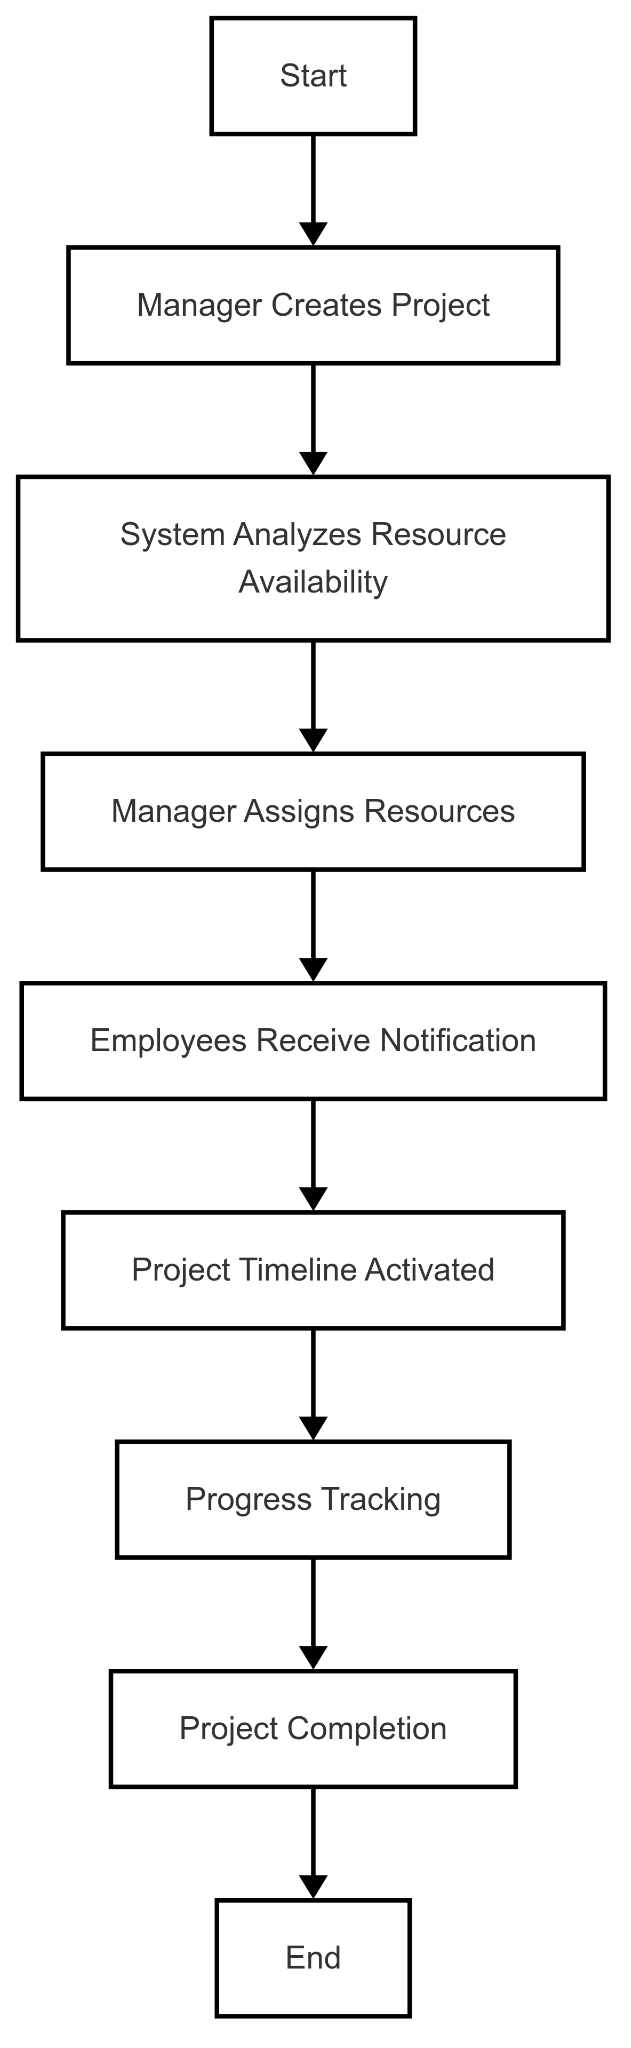 Start
Manager Creates Project
System Analyzes Resource
Availability
Manager Assigns Resources
Employees Receive Notification
Project Timeline Activated
Progress Tracking
Project Completion
End